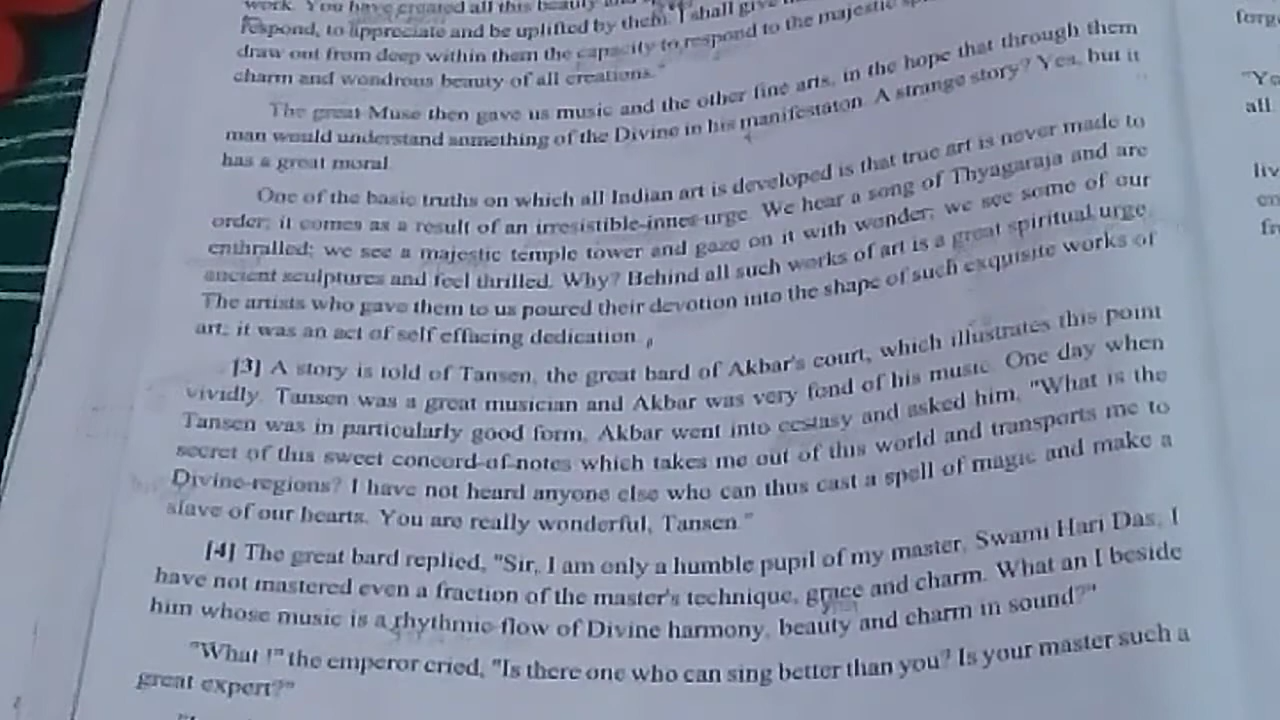 work. You have created all this beauty and
respond, to appreciate and be uplifted by them. I shall give
draw out from deep within them the capacity to respond to the majestic
charm and wondrous beauty of all creations."
The great Muse then gave us music and the other fine arts, in the hope that through them
man would understand something of the Divine in his manifestaton. A strange story? Yes, but it
has a great moral.
One of the basic truths on which all Indian art is developed is that true art is never made to
order; it comes as a result of an irresistible-inner-urge. We hear a song of Thyagaraja and are
enthralled; we see a majestic temple tower and gaze on it with wonder; we see some of our
ancient sculptures and feel thrilled. Why? Behind all such works of art is a great spiritual urge.
The artists who gave them to us poured their devotion into the shape of such exquisite works of
art; it was an act of self effacing dedication.
[3] A story is told of Tansen, the great bard of Akbar's court, which illustrates this point
vividly. Tansen was a great musician and Akbar was very fond of his music. One day when
Tansen was in particularly good form, Akbar went into ecstasy and asked him, "What is the
secret of this sweet concord-of-notes which takes me out of this world and transports me to
Divine-regions? I have not heard anyone else who can thus cast a spell of magic and make a
slave of our hearts. You are really wonderful, Tansen."
[4] The great bard replied, "Sir, I am only a humble pupil of my master, Swami Hari Das; I
have not mastered even a fraction of the master's technique, grace and charm. What an I beside
him whose music is a rhythmic-flow of Divine harmony, beauty and charm in sound?"
"What !" the emperor cried, "Is there one who can sing better than you? Is your master such a
great expert?"
"Yo
all
liv